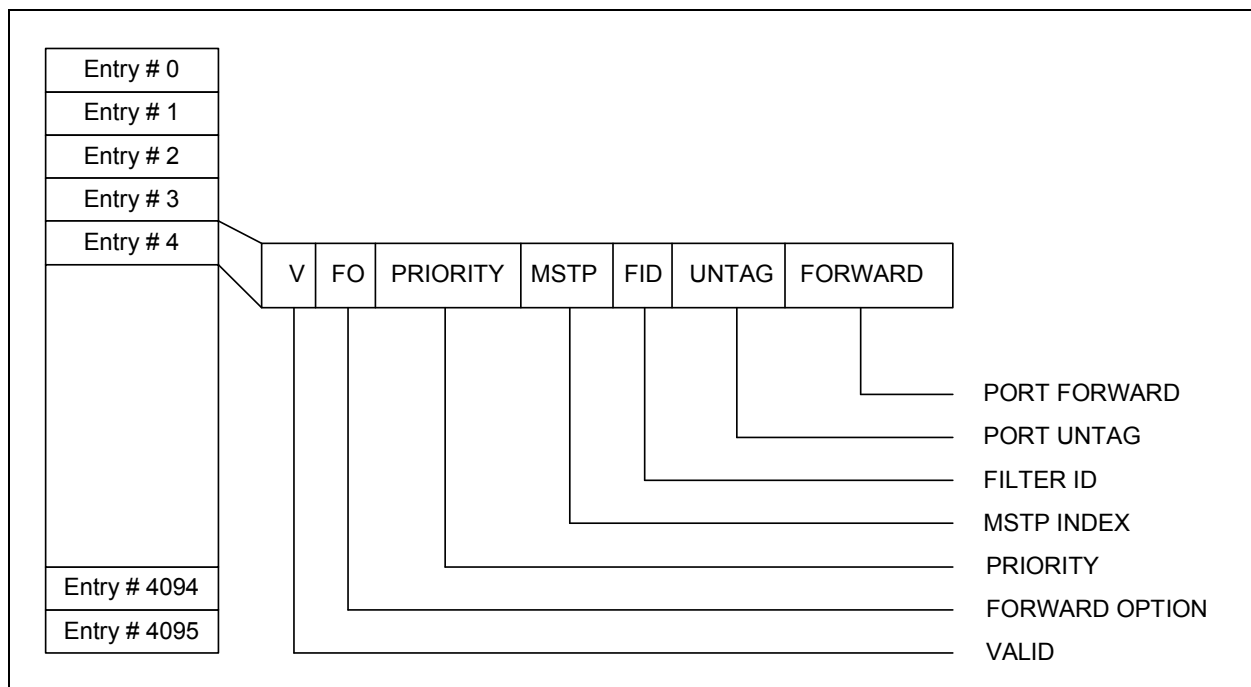 Entry # 0
Entry # 1
Entry # 2
Entry # 3
Entry # 4
V FO PRIORITY MSTP FID UNTAG FORWARD
PORT FORWARD
PORT UNTAG
FILTER ID
MSTP INDEX
PRIORITY
FORWARD OPTION
VALID
Entry # 4094
Entry # 4095